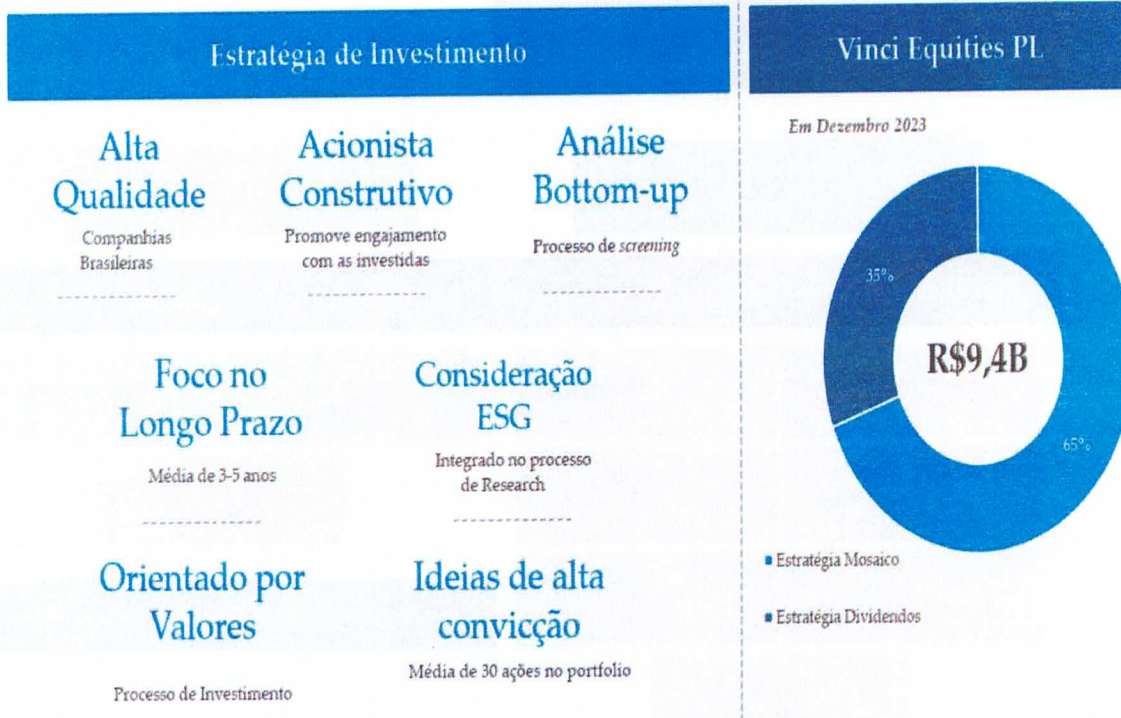 Estratégia de Investimento
Alta
Qualidade
Companhias
Brasileiras
Acionista
Construtivo
Promove engajamento
com as investidas
Análise
Bottom-up
Processo de screening
Foco no
Longo Prazo
Média de 3-5 anos
Consideração
ESG
Integrado no processo
de Research
Orientado por
Valores
Processo de Investimento
Ideias de alta
convicção
Média de 30 ações no portfolio
Vinci Equities PL
Em Dezembro 2023
35%
R$9,4B
65%
Estratégia Mosaico
Estratégia Dividendos